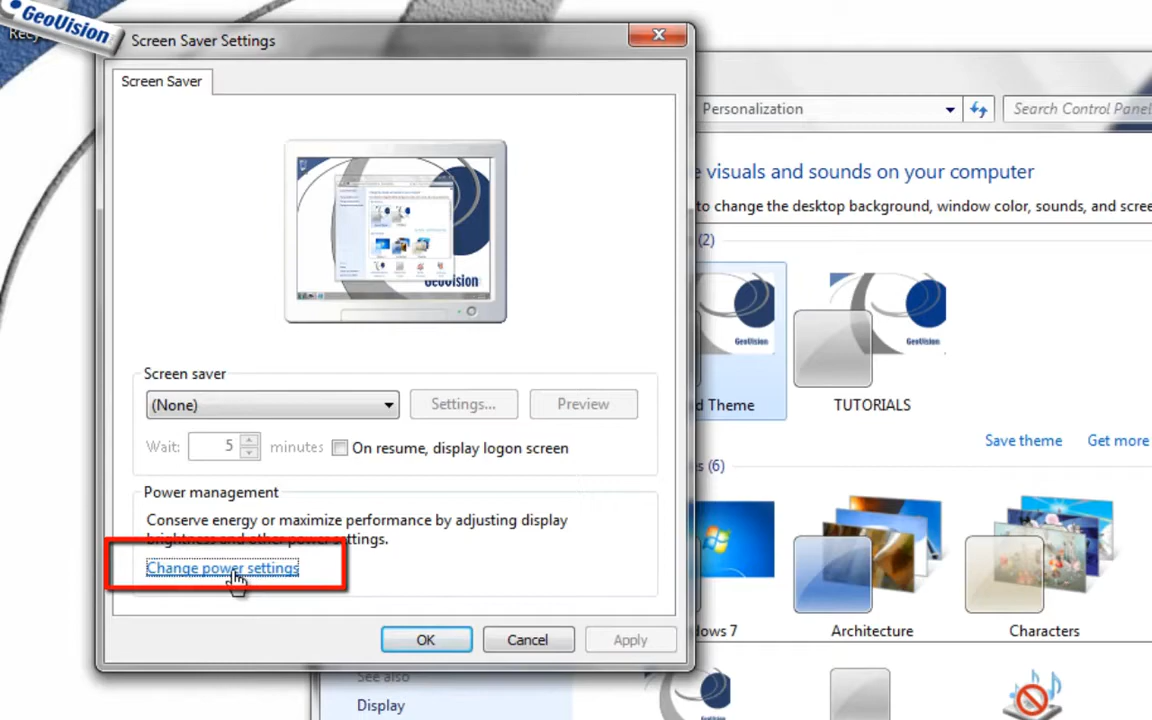 GeoVision
Screen Saver Settings
Screen Saver
Personalization
Search Control Panel
visuals and sounds on your computer
to change the desktop background, window color, sounds, and
(2)
GeoVision
GeoVision
GeoVision
Theme
TUTORIALS
Screen saver
(None)
Settings...
Preview
Save theme
Get more
Wait:
5
minutes
On resume, display logon screen
(6)
Power management
Conserve energy or maximize performance by adjusting display
brightness and other power settings.
Change power settings
7
Architecture
Characters
OK
Cancel
Apply
See also
Display